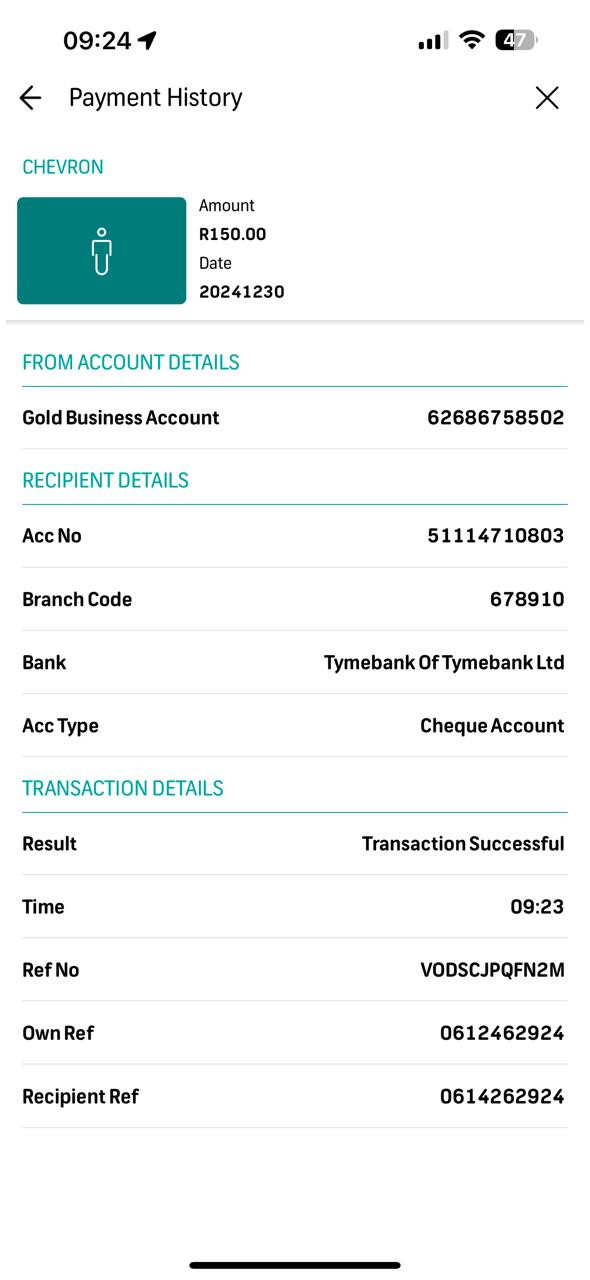 09:24
47
Payment History
CHEVRON
Amount
R150.00
Date
20241230
FROM ACCOUNT DETAILS
Gold Business Account 62686758502
RECIPIENT DETAILS
Acc No 51114710803
Branch Code 678910
Bank Tymebank Of Tymebank Ltd
Acc Type Cheque Account
TRANSACTION DETAILS
Result Transaction Successful
Time 09:23
Ref No VODSCJPQFN2M
Own Ref 0612462924
Recipient Ref 0614262924